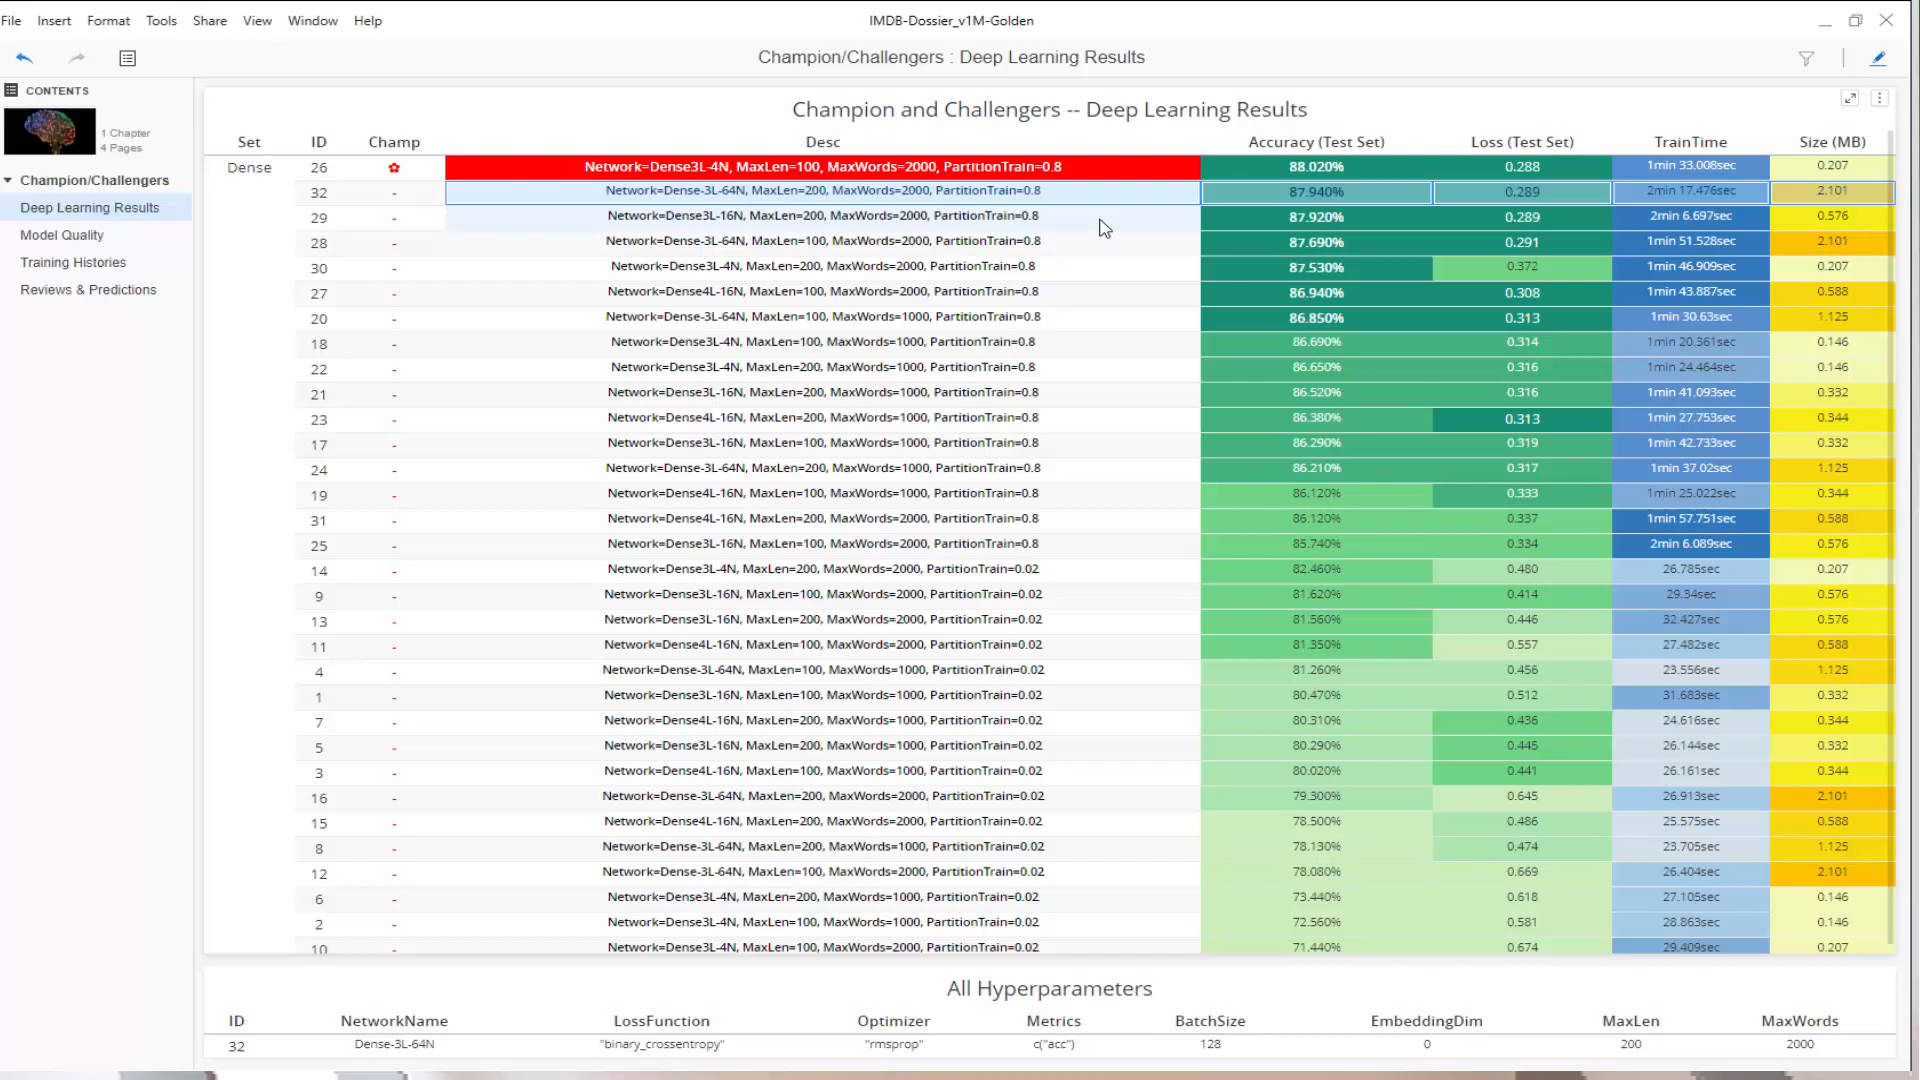 File Insert Format Tools Share View Window Help IMDB-Dossier_v1M-Golden
Champion/Challengers : Deep Learning Results
CONTENTS
1 Chapter
4 Pages
Champion/Challengers
Deep Learning Results
Model Quality
Training Histories
Reviews & Predictions
Champion and Challengers -- Deep Learning Results
Set ID Champ Desc Accuracy (Test Set) Loss (Test Set) TrainTime Size (MB)
Dense 26 Network=Dense3L-4N, MaxLen=100, MaxWords=2000, PartitionTrain=0.8 88.020% 0.288 1min 33.008sec 0.207
32 - Network=Dense-3L-64N, MaxLen=200, MaxWords=2000, PartitionTrain=0.8 87.940% 0.289 2min 17.476sec 2.101
29 - Network=Dense3L-16N, MaxLen=200, MaxWords=2000, PartitionTrain=0.8 87.920% 0.289 2min 6.697sec 0.576
28 - Network=Dense-3L-64N, MaxLen=100, MaxWords=2000, PartitionTrain=0.8 87.690% 0.291 1min 51.528sec 2.101
30 - Network=Dense3L-4N, MaxLen=200, MaxWords=2000, PartitionTrain=0.8 87.530% 0.372 1min 46.909sec 0.207
27 - Network=Dense4L-16N, MaxLen=100, MaxWords=2000, PartitionTrain=0.8 86.940% 0.308 1min 43.887sec 0.588
20 - Network=Dense-3L-64N, MaxLen=100, MaxWords=1000, PartitionTrain=0.8 86.850% 0.313 1min 30.63sec 1.125
18 - Network=Dense3L-4N, MaxLen=100, MaxWords=1000, PartitionTrain=0.8 86.690% 0.314 1min 20.361sec 0.146
22 - Network=Dense3L-4N, MaxLen=200, MaxWords=1000, PartitionTrain=0.8 86.650% 0.316 1min 24.464sec 0.146
21 - Network=Dense3L-16N, MaxLen=200, MaxWords=1000, PartitionTrain=0.8 86.520% 0.316 1min 41.093sec 0.332
23 - Network=Dense4L-16N, MaxLen=200, MaxWords=1000, PartitionTrain=0.8 86.380% 0.313 1min 27.753sec 0.344
17 - Network=Dense3L-16N, MaxLen=100, MaxWords=1000, PartitionTrain=0.8 86.290% 0.319 1min 42.733sec 0.332
24 - Network=Dense-3L-64N, MaxLen=200, MaxWords=1000, PartitionTrain=0.8 86.210% 0.317 1min 37.02sec 1.125
19 - Network=Dense4L-16N, MaxLen=100, MaxWords=1000, PartitionTrain=0.8 86.120% 0.333 1min 25.022sec 0.344
31 - Network=Dense4L-16N, MaxLen=200, MaxWords=2000, PartitionTrain=0.8 86.120% 0.337 1min 57.751sec 0.588
25 - Network=Dense3L-16N, MaxLen=100, MaxWords=2000, PartitionTrain=0.8 85.740% 0.334 2min 6.089sec 0.576
14 - Network=Dense3L-4N, MaxLen=200, MaxWords=2000, PartitionTrain=0.02 82.460% 0.480 26.785sec 0.207
9 - Network=Dense3L-16N, MaxLen=100, MaxWords=2000, PartitionTrain=0.02 81.620% 0.414 29.34sec 0.576
13 - Network=Dense3L-16N, MaxLen=200, MaxWords=2000, PartitionTrain=0.02 81.560% 0.446 32.427sec 0.576
11 - Network=Dense4L-16N, MaxLen=100, MaxWords=2000, PartitionTrain=0.02 81.350% 0.557 27.482sec 0.588
4 - Network=Dense-3L-64N, MaxLen=100, MaxWords=1000, PartitionTrain=0.02 81.260% 0.456 23.556sec 1.125
1 - Network=Dense3L-16N, MaxLen=100, MaxWords=1000, PartitionTrain=0.02 80.470% 0.512 31.683sec 0.332
7 - Network=Dense4L-16N, MaxLen=200, MaxWords=1000, PartitionTrain=0.02 80.310% 0.436 24.616sec 0.344
5 - Network=Dense3L-16N, MaxLen=200, MaxWords=1000, PartitionTrain=0.02 80.290% 0.445 26.144sec 0.332
3 - Network=Dense4L-16N, MaxLen=100, MaxWords=1000, PartitionTrain=0.02 80.020% 0.441 26.161sec 0.344
16 - Network=Dense-3L-64N, MaxLen=200, MaxWords=2000, PartitionTrain=0.02 79.300% 0.645 26.913sec 2.101
15 - Network=Dense4L-16N, MaxLen=200, MaxWords=2000, PartitionTrain=0.02 78.500% 0.486 25.575sec 0.588
8 - Network=Dense-3L-64N, MaxLen=200, MaxWords=1000, PartitionTrain=0.02 78.130% 0.474 23.705sec 1.125
12 - Network=Dense-3L-64N, MaxLen=100, MaxWords=2000, PartitionTrain=0.02 78.080% 0.669 26.404sec 2.101
6 - Network=Dense3L-4N, MaxLen=200, MaxWords=1000, PartitionTrain=0.02 73.440% 0.618 27.105sec 0.146
2 - Network=Dense3L-4N, MaxLen=100, MaxWords=1000, PartitionTrain=0.02 72.560% 0.581 28.863sec 0.146
10 - Network=Dense3L-4N, MaxLen=100, MaxWords=2000, PartitionTrain=0.02 71.440% 0.674 29.409sec 0.207
All Hyperparameters
ID NetworkName LossFunction Optimizer Metrics BatchSize EmbeddingDim MaxLen MaxWords
32 Dense-3L-64N "binary_crossentropy" "rmsprop" c("acc") 128 0 200 2000